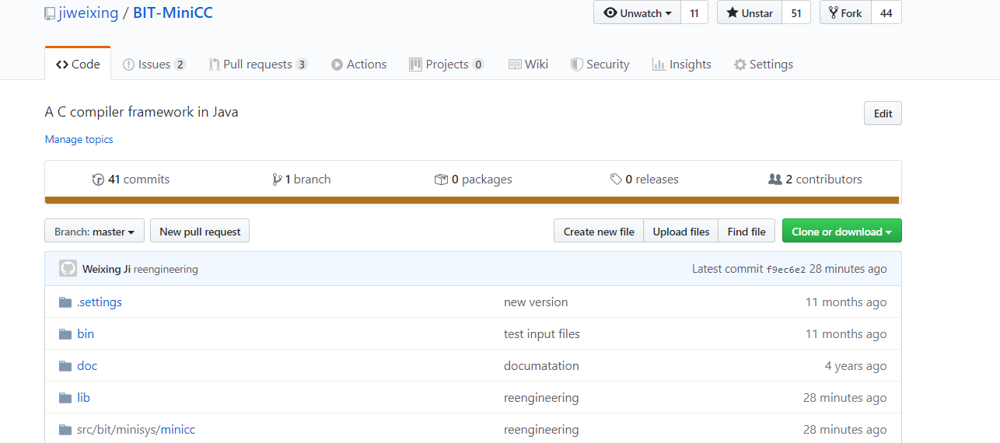 jiweixing / BIT-MiniCC Unwatch 11 Unstar 51 Fork 44
Code Issues 2 Pull requests 3 Actions Projects 0 Wiki Security Insights Settings
A C compiler framework in Java Edit
Manage topics
41 commits 1 branch 0 packages 0 releases 2 contributors
Branch: master New pull request Create new file Upload files Find file Clone or download
Weixing Ji reengineering Latest commit f9ec6e2 28 minutes ago
.settings new version 11 months ago
bin test input files 11 months ago
doc documatation 4 years ago
lib reengineering 28 minutes ago
src/bit/minisys/minicc reengineering 28 minutes ago